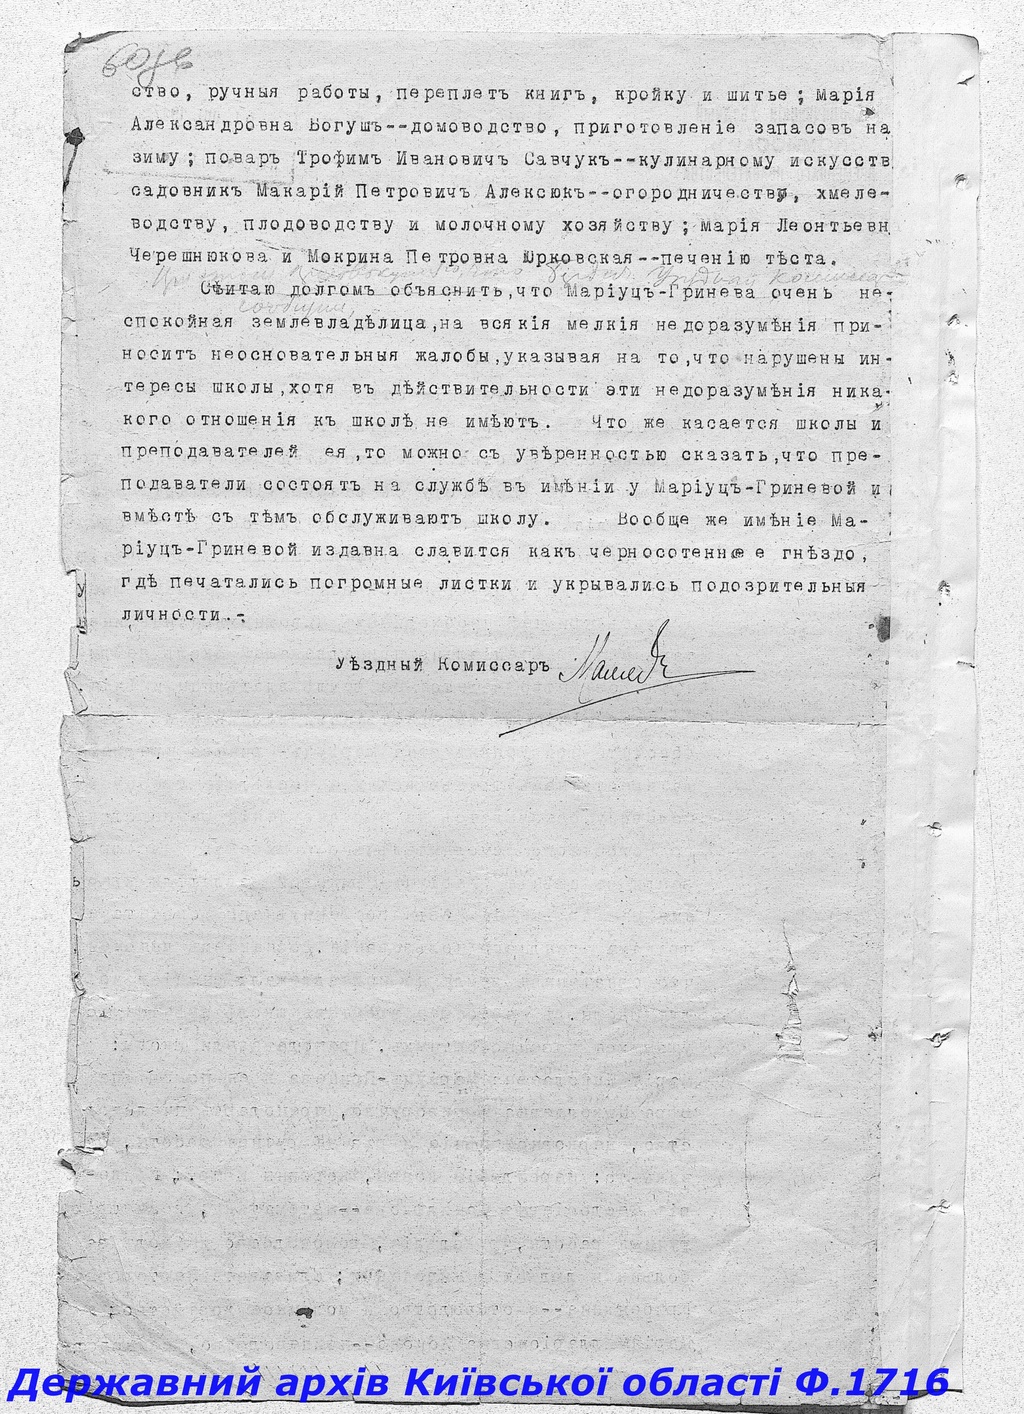 60
ство, ручныя работы, переплетъ книгъ, кройку и шитье; Марія
Александровна Богушъ--домоводство, приготовленіе запасовъ на
зиму; поваръ Трофимъ Ивановичъ Савчукъ--кулинарному искусств
садовникъ Макарій Петровичъ Алексюкъ--огородничеству, хмеле-
водству, плодоводству и молочному хозяйству; Марія Леонтьевн
Черешнюкова и Мокрина Петровна Юрковская--печенію тѣста.
Считаю долгомъ объяснить,что Маріуцъ-Гринева очень не-
спокойная землевладѣлица,на всякія мелкія недоразумѣнія при-
носитъ неосновательныя жалобы,указывая на то,что нарушены ин-
тересы школы,хотя въ дѣйствительности эти недоразумѣнія ника-
кого отношенія къ школѣ не имѣютъ. Что же касается школы и
преподавателей ея,то можно съ увѣренностью сказать,что пре-
подаватели состоятъ на службѣ въ имѣніи у Маріуцъ-Гриневой и
вмѣстѣ съ тѣмъ обслуживаютъ школу. Вообще же имѣніе Ма-
ріуцъ-Гриневой издавна славится какъ черносотенное гнѣздо,
гдѣ печатались погромные листки и укрывались подозрительныя
личности.-
Уѣздный Комиссаръ
Державний архів Київської області Ф.1716